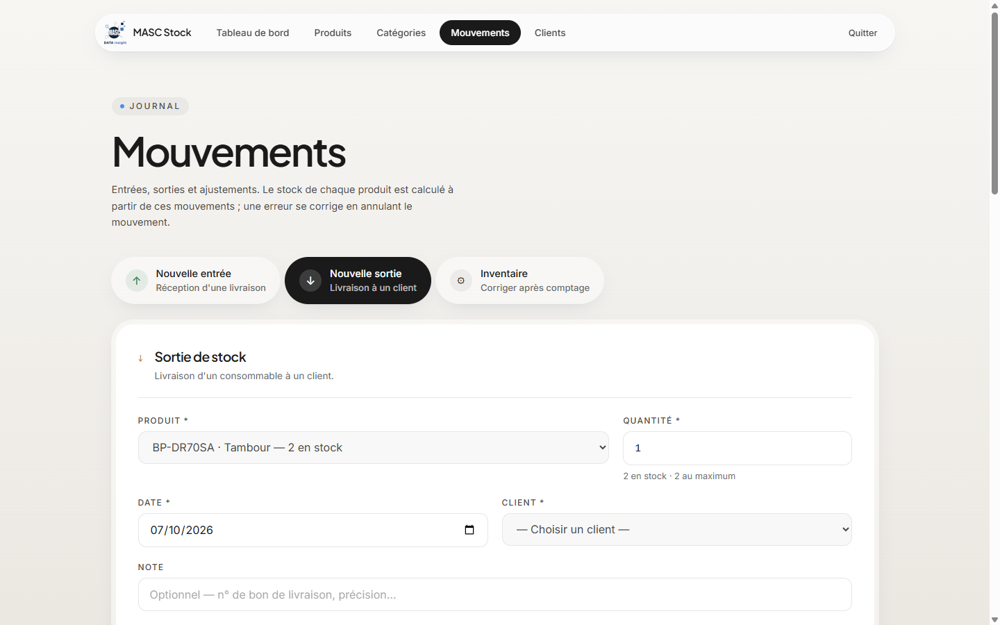 MASC
DATA Insight
MASC Stock
Tableau de bord
Produits
Catégories
Mouvements
Clients
Quitter
JOURNAL
Mouvements
Entrées, sorties et ajustements. Le stock de chaque produit est calculé à
partir de ces mouvements ; une erreur se corrige en annulant le
mouvement.
Nouvelle entrée
Réception d'une livraison
Nouvelle sortie
Livraison à un client
Inventaire
Corriger après comptage
Sortie de stock
Livraison d'un consommable à un client.
PRODUIT *
BP-DR70SA · Tambour — 2 en stock
QUANTITÉ *
1
2 en stock · 2 au maximum
DATE *
07/10/2026
CLIENT *
— Choisir un client —
NOTE
Optionnel — n° de bon de livraison, précision...